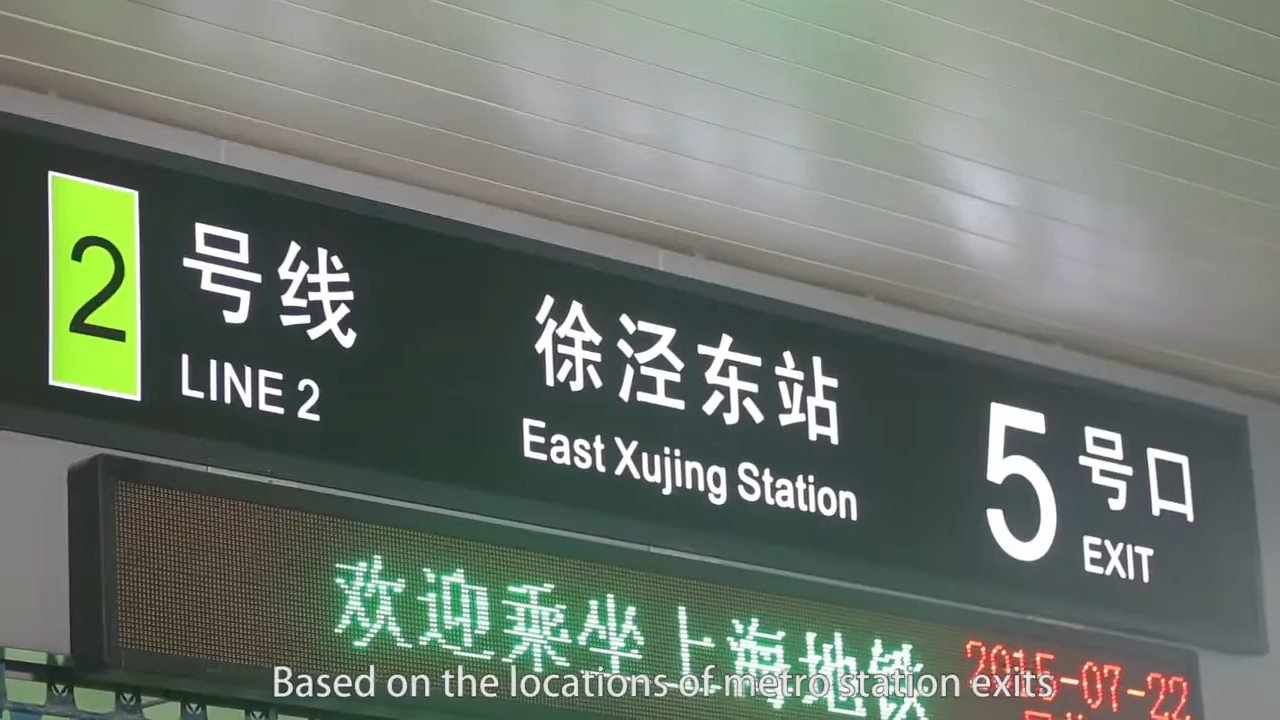 2
号线
LINE 2
徐泾东站
East Xujing Station
5
号口
EXIT
欢迎乘坐上海地铁
2015-07-22
Based on the locations of metro station exits